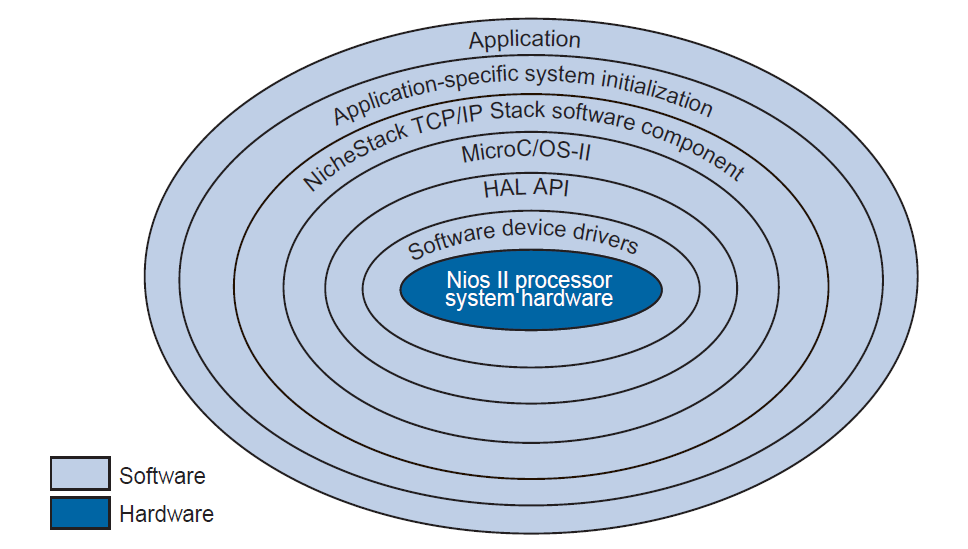 Application
Application-specific system initialization
NicheStack TCP/IP Stack software component
MicroC/OS-II
HAL API
Software device drivers
Nios II processor
system hardware
Software
Hardware